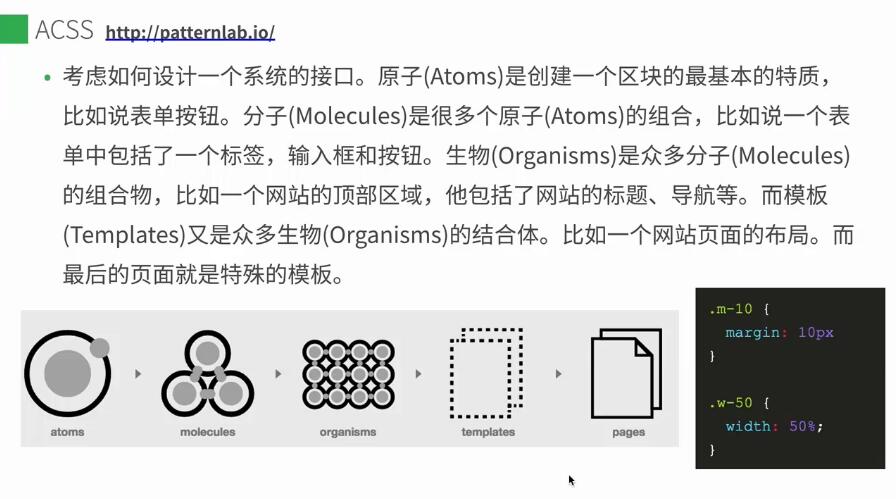 ACSS http://patternlab.io/
• 考虑如何设计一个系统的接口。原子(Atoms)是创建一个区块的最基本的特质，
比如说表单按钮。分子(Molecules)是很多个原子(Atoms)的组合，比如说一个表
单中包括了一个标签，输入框和按钮。生物(Organisms)是众多分子(Molecules)
的组合物，比如一个网站的顶部区域，他包括了网站的标题、导航等。而模板
(Templates)又是众多生物(Organisms)的结合体。比如一个网站页面的布局。而
最后的页面就是特殊的模板。
atoms molecules organisms templates pages
.m-10 {
margin: 10px
}
.w-50 {
width: 50%;
}